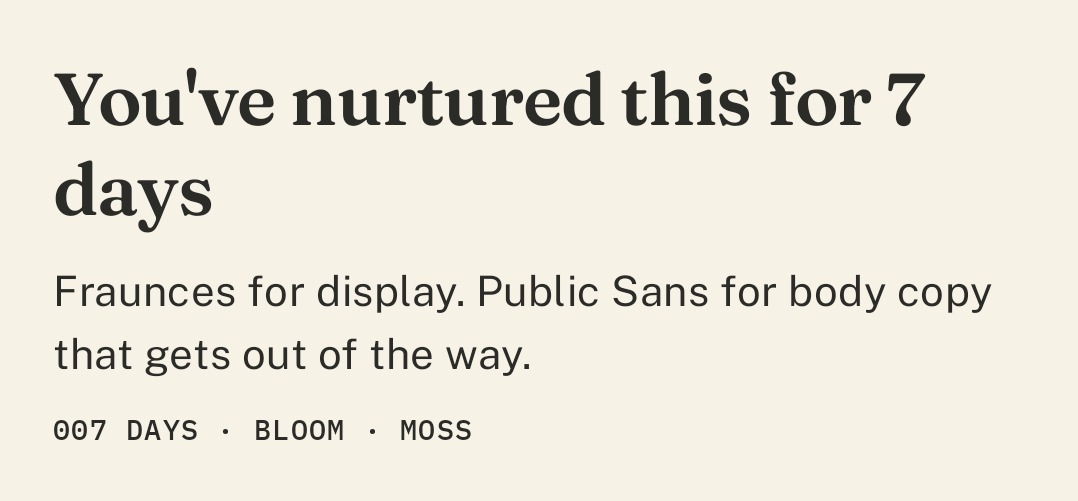 You've nurtured this for 7
days
Fraunces for display. Public Sans for body copy
that gets out of the way.
007 DAYS · BLOOM · MOSS